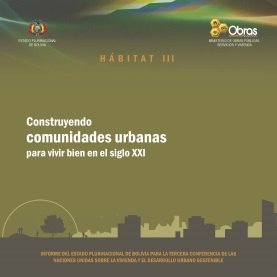 ESTADO PLURINACIONAL
DE BOLIVIA
Obras
MINISTERIO DE OBRAS PÚBLICAS
SERVICIOS Y VIVIENDA
HÁBITAT III
Construyendo
comunidades urbanas
para vivir bien en el siglo XXI
INFORME DEL ESTADO PLURINACIONAL DE BOLIVIA PARA LA TERCERA CONFERENCIA DE LAS
NACIONES UNIDAS SOBRE LA VIVIENDA Y EL DESARROLLO URBANO SOSTENIBLE